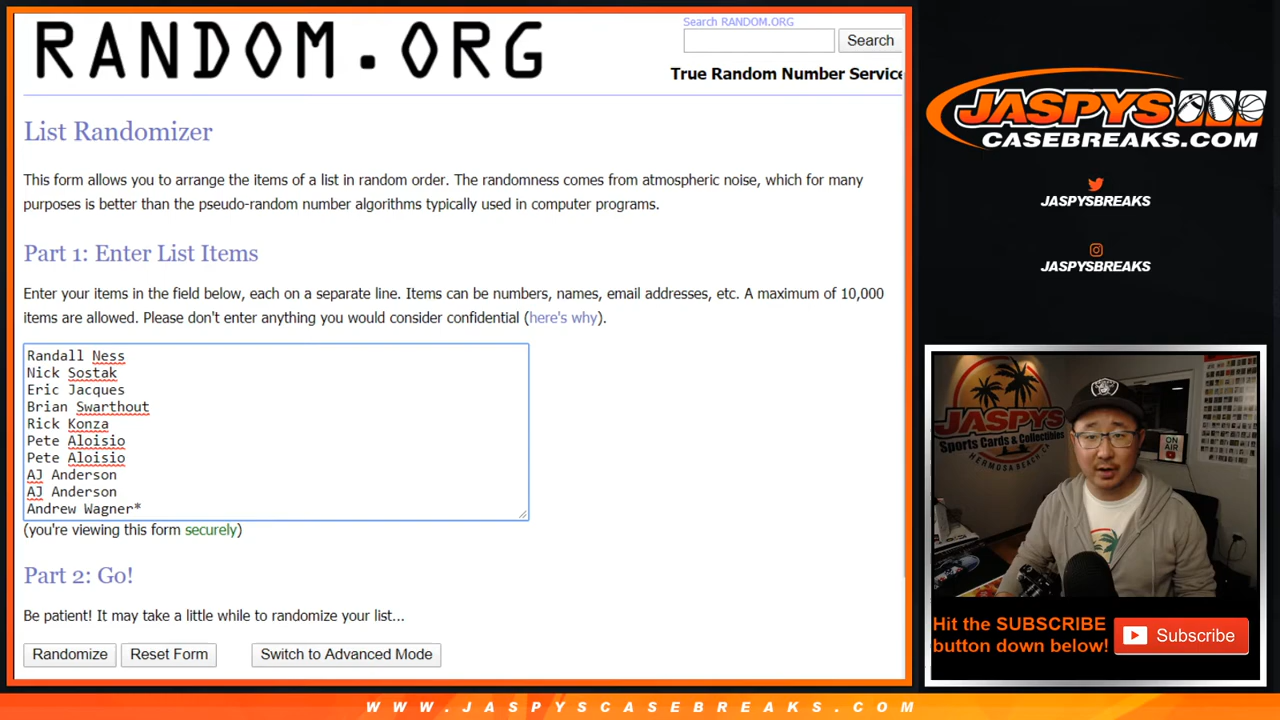 RANDOM.ORG
Search RANDOM.ORG
Search
True Random Number Service
List Randomizer
This form allows you to arrange the items of a list in random order. The randomness comes from atmospheric noise, which for many
purposes is better than the pseudo-random number algorithms typically used in computer programs.
Part 1: Enter List Items
Enter your items in the field below, each on a separate line. Items can be numbers, names, email addresses, etc. A maximum of 10,000
items are allowed. Please don't enter anything you would consider confidential (here's why).
Randall Ness
Nick Sostak
Eric Jacques
Brian Swarthout
Rick Konza
Pete Aloisio
Pete Aloisio
AJ Anderson
AJ Anderson
Andrew Wagner*
(you're viewing this form securely)
Part 2: Go!
Be patient! It may take a little while to randomize your list...
Randomize
Reset Form
Switch to Advanced Mode
JASPYS
CASEBREAKS.COM
JASPYSBREAKS
JASPYSBREAKS
JASPYS
Sports Cards & Collectibles
HERMOSA BEACH, CA
ON
AIR
Hit the SUBSCRIBE
button down below!
Subscribe
WWW.JASPYSCASEBREAKS.COM